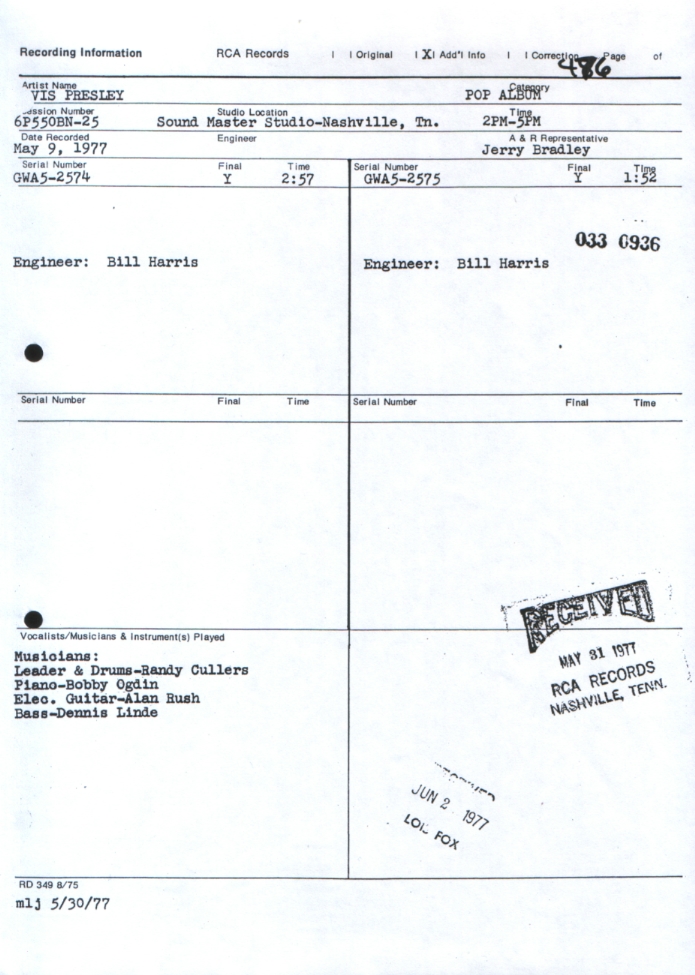 Recording Information RCA Records | | Original | X | Add'l Info | | Correction Page of
486
Artist Name Category
VIS PRESLEY POP ALBUM
ession Number Studio Location Time
6P550BN-25 Sound Master Studio-Nashville, Tn. 2PM-5PM
Date Recorded Engineer A & R Representative
May 9, 1977 Jerry Bradley
Serial Number Final Time Serial Number Final Time
GWA5-2574 Y 2:57 GWA5-2575 Y 1:52
033 0936
Engineer: Bill Harris Engineer: Bill Harris
Serial Number Final Time Serial Number Final Time
RECEIVED
MAY 31 1977
RCA RECORDS
NASHVILLE, TENN.
Vocalists/Musicians & Instrument(s) Played
Musicians:
Leader & Drums-Randy Cullers
Piano-Bobby Ogdin
Elec. Guitar-Alan Rush
Bass-Dennis Linde
RECEIVED
JUN 2 1977
FOX
RD 349 8/75
mlj 5/30/77